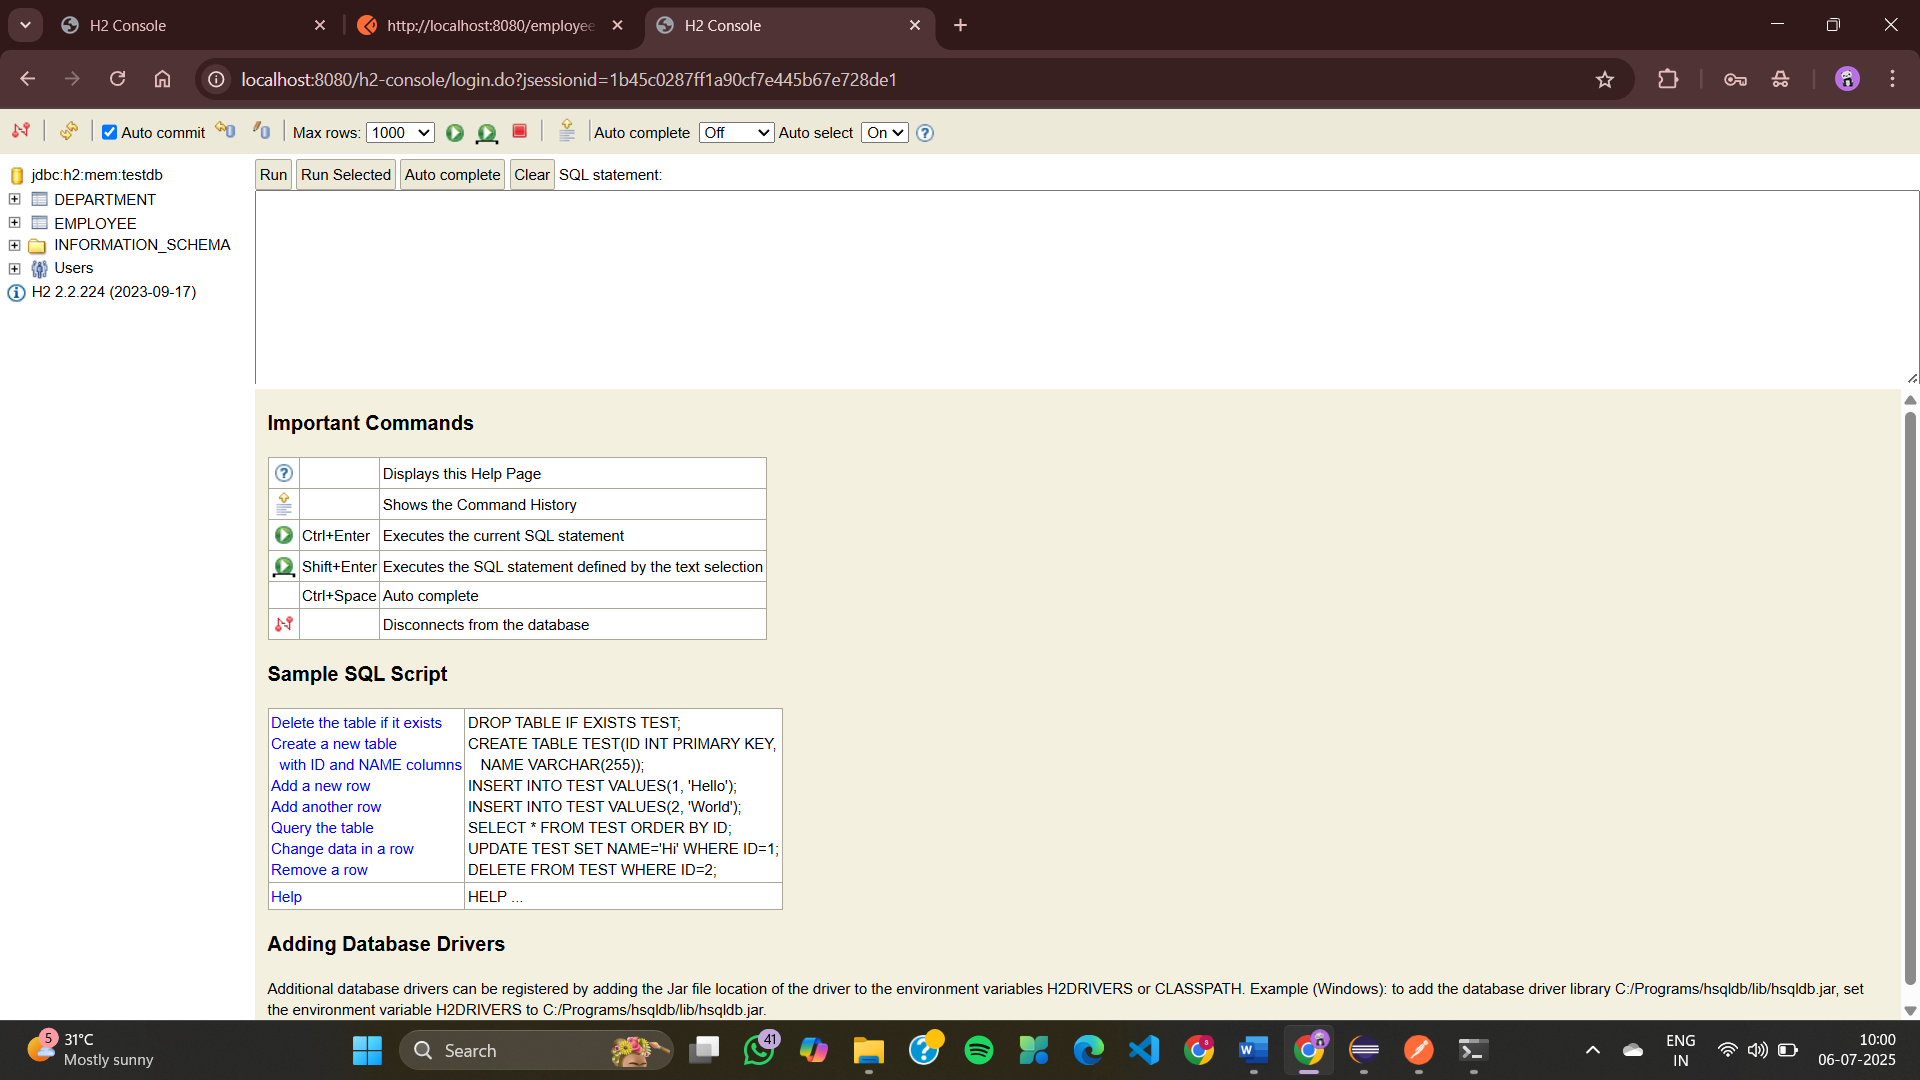 H2 Console
http://localhost:8080/employee
H2 Console
localhost:8080/h2-console/login.do?jsessionid=1b45c0287ff1a90cf7e445b67e728de1
Auto commit
Max rows: 1000
Auto complete Off
Auto select On
jdbc:h2:mem:testdb
DEPARTMENT
EMPLOYEE
INFORMATION_SCHEMA
Users
H2 2.2.224 (2023-09-17)
Run Run Selected Auto complete Clear SQL statement:
Important Commands
Displays this Help Page
Shows the Command History
Ctrl+Enter Executes the current SQL statement
Shift+Enter Executes the SQL statement defined by the text selection
Ctrl+Space Auto complete
Disconnects from the database
Sample SQL Script
Delete the table if it exists DROP TABLE IF EXISTS TEST;
Create a new table CREATE TABLE TEST(ID INT PRIMARY KEY,
with ID and NAME columns NAME VARCHAR(255));
Add a new row INSERT INTO TEST VALUES(1, 'Hello');
Add another row INSERT INTO TEST VALUES(2, 'World');
Query the table SELECT * FROM TEST ORDER BY ID;
Change data in a row UPDATE TEST SET NAME='Hi' WHERE ID=1;
Remove a row DELETE FROM TEST WHERE ID=2;
Help HELP ...
Adding Database Drivers
Additional database drivers can be registered by adding the Jar file location of the driver to the environment variables H2DRIVERS or CLASSPATH. Example (Windows): to add the database driver library C:/Programs/hsqldb/lib/hsqldb.jar, set
the environment variable H2DRIVERS to C:/Programs/hsqldb/lib/hsqldb.jar.
5
31°C
Mostly sunny
Search
41
8
ENG
IN
10:00
06-07-2025